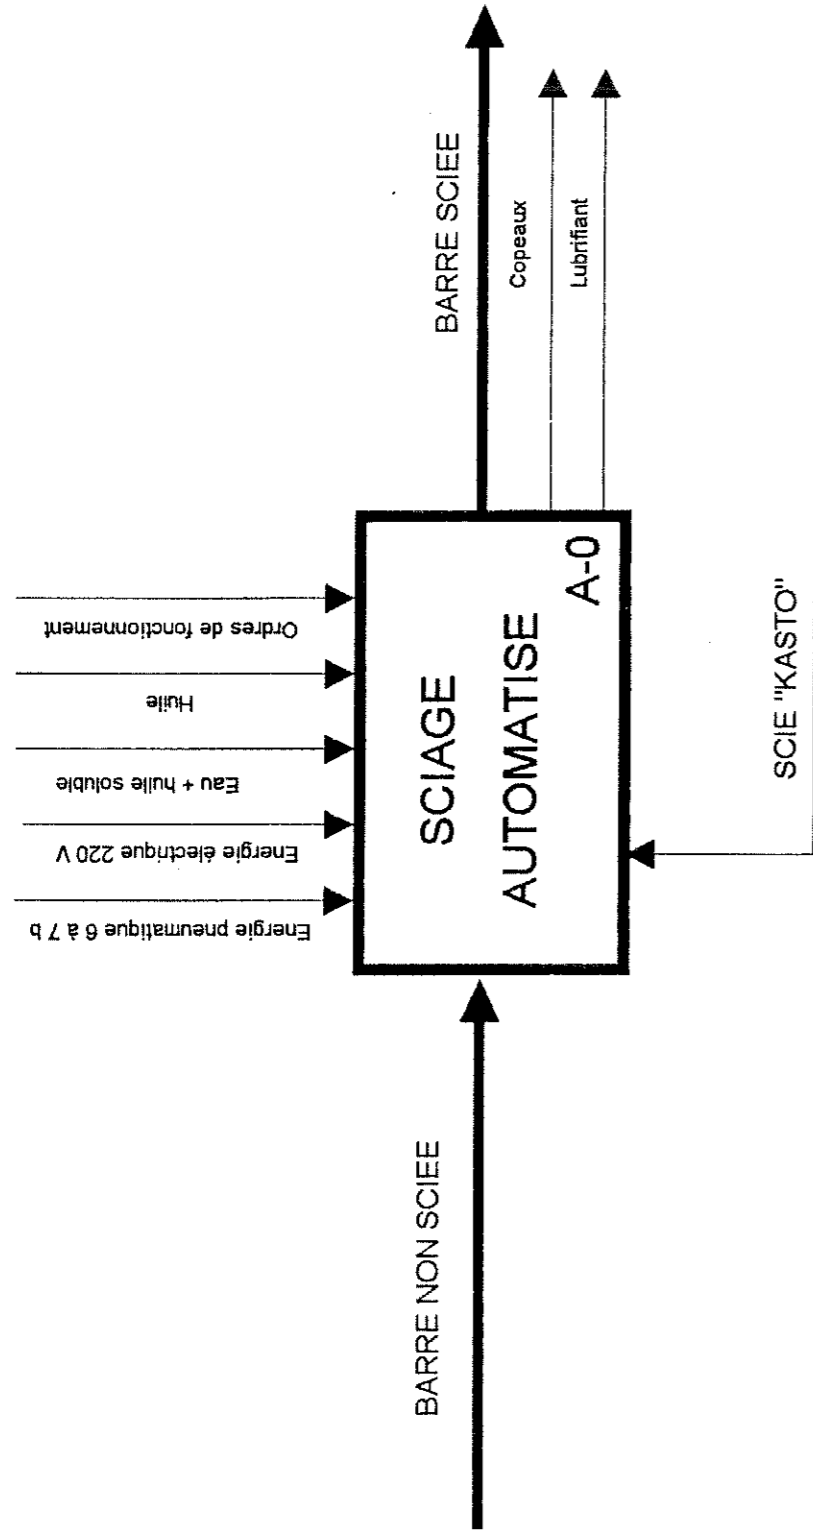 Energie pneumatique 6 à 7 b
Energie électrique 220 V
Eau + huile soluble
Huile
Ordres de fonctionnement
BARRE NON SCIEE
SCIAGE
AUTOMATISE
A-0
BARRE SCIEE
Copeaux
Lubrifiant
SCIE "KASTO"